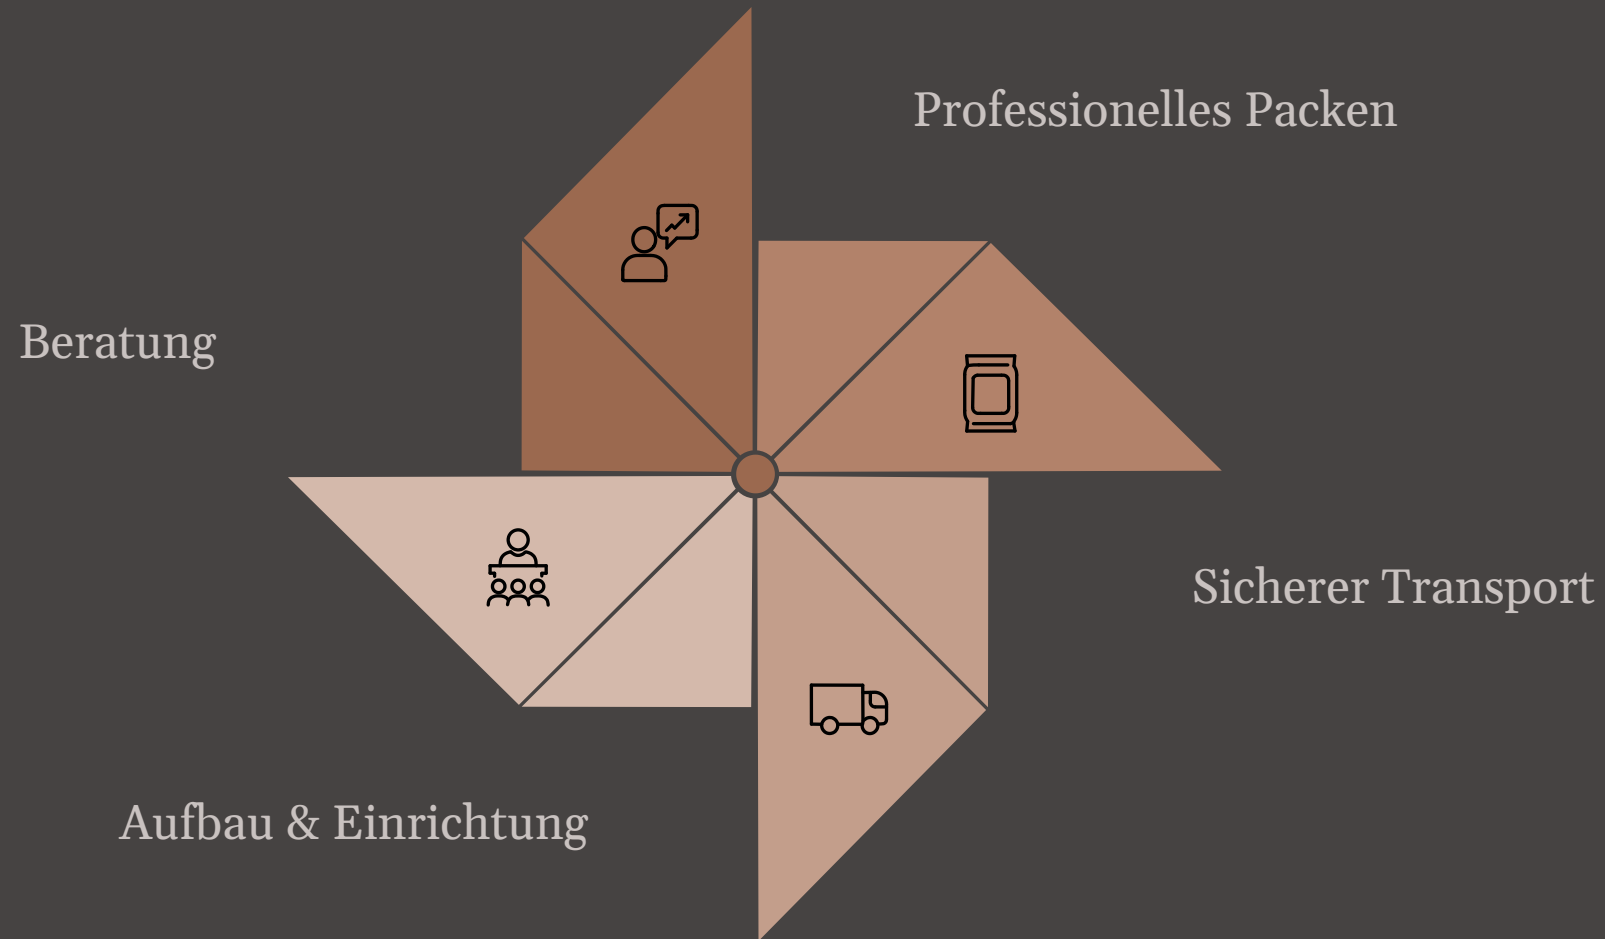 Professionelles Packen
Beratung
Sicherer Transport
Aufbau & Einrichtung